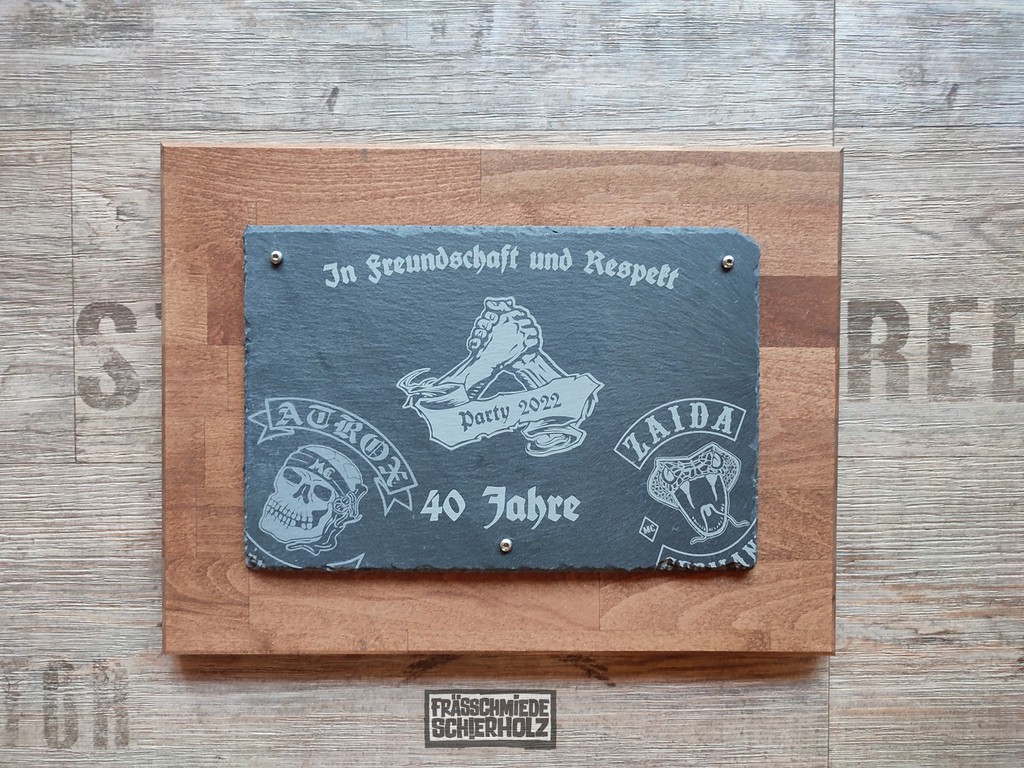 In Freundschaft und Respekt
Party 2022
ATROX
MC
40 Jahre
ZAIDA
MC
FRÄSSCHMIEDE
SCHIERHOLZ